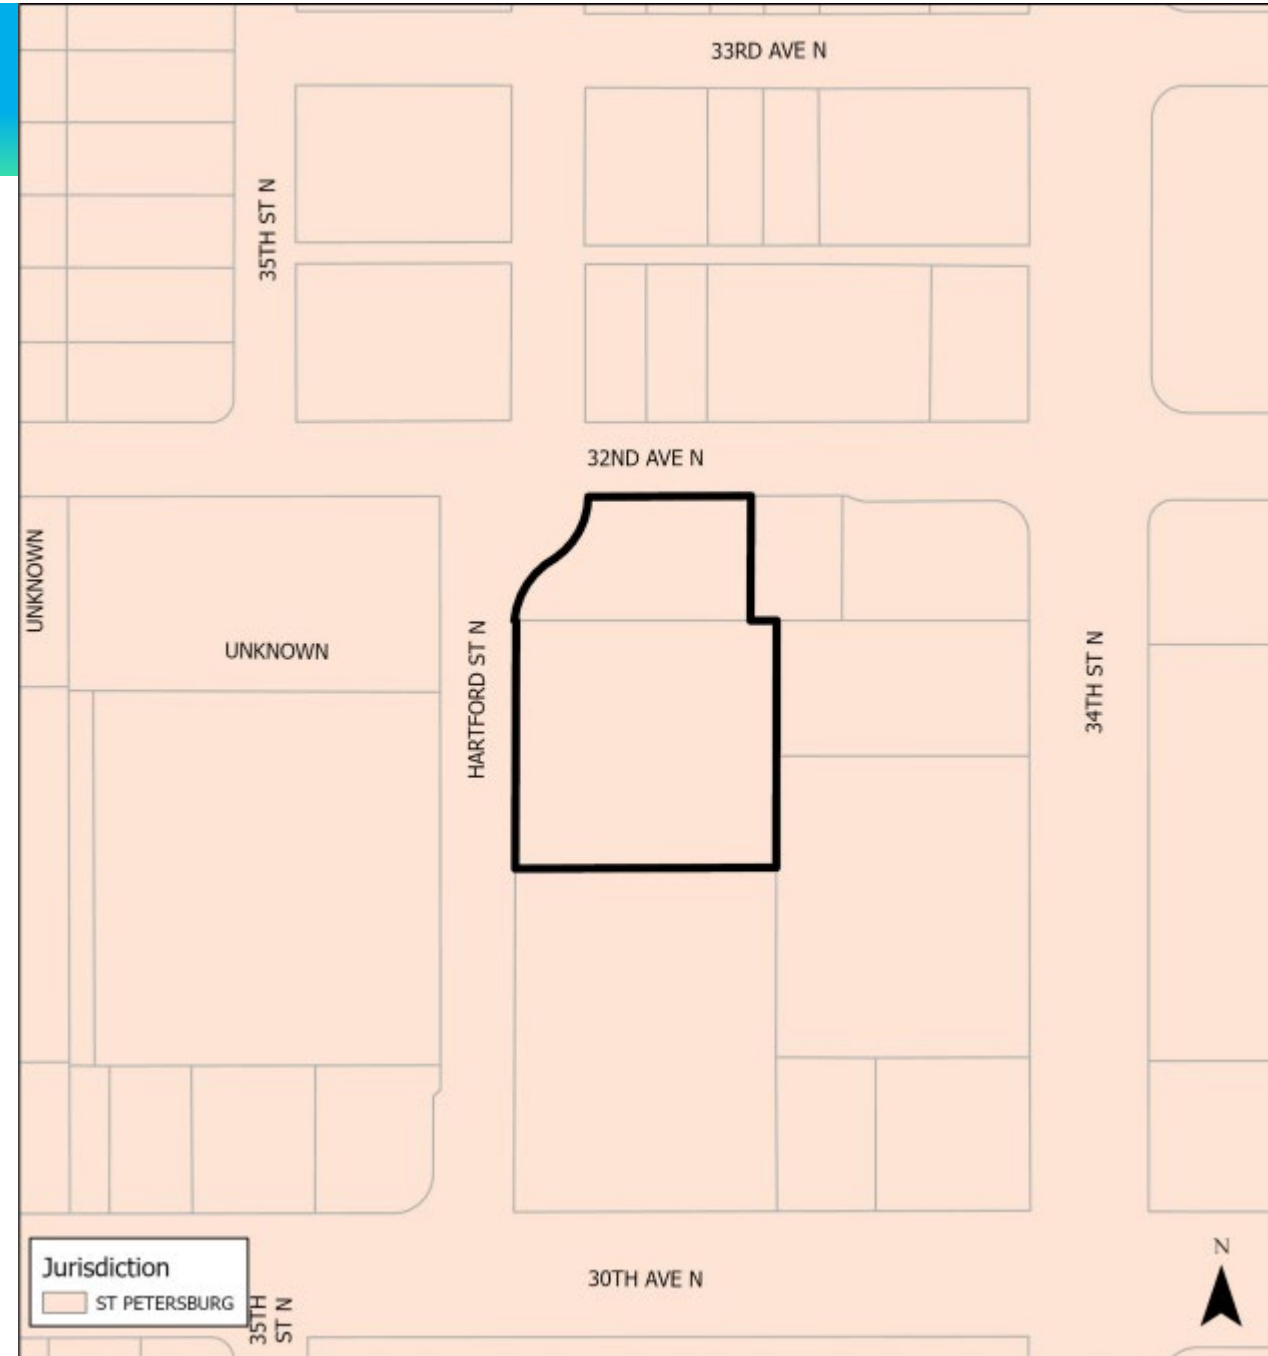 33RD AVE N
35TH ST N
32ND AVE N
UNKNOWN
UNKNOWN
HARTFORD ST N
34TH ST N
Jurisdiction
ST PETERSBURG
35TH
ST N
30TH AVE N
N